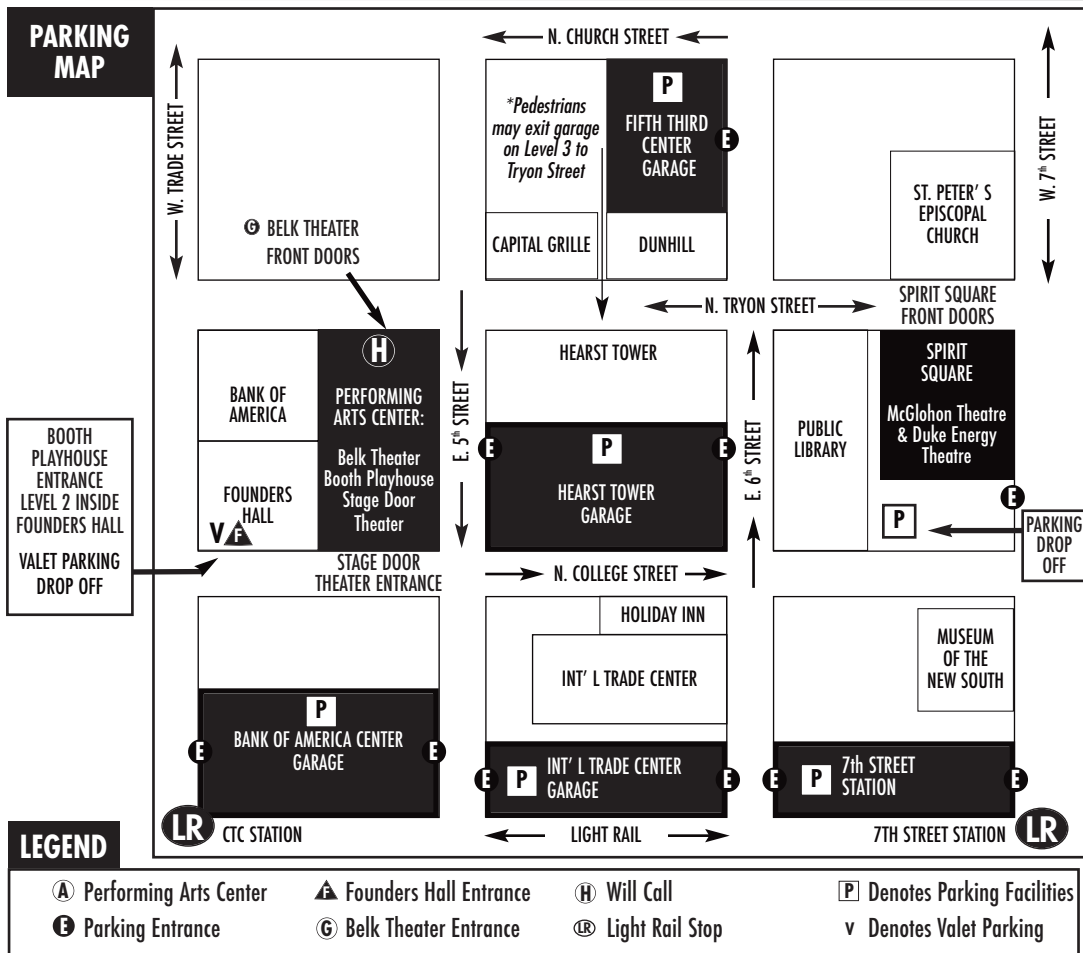 PARKING
MAP
N. CHURCH STREET
W. TRADE STREET
*Pedestrians
may exit garage
on Level 3 to
Tryon Street
P
FIFTH THIRD
CENTER
GARAGE
E
W. 7th STREET
ST. PETER' S
EPISCOPAL
CHURCH
G BELK THEATER
FRONT DOORS
CAPITAL GRILLE
DUNHILL
N. TRYON STREET
SPIRIT SQUARE
FRONT DOORS
BANK OF
AMERICA
H
PERFORMING
ARTS CENTER:
Belk Theater
Booth Playhouse
Stage Door
Theater
E. 5th STREET
HEARST TOWER
E
P
E
HEARST TOWER
GARAGE
E. 6th STREET
PUBLIC
LIBRARY
SPIRIT
SQUARE
McGlohon Theatre
& Duke Energy
Theatre
BOOTH
PLAYHOUSE
ENTRANCE
LEVEL 2 INSIDE
FOUNDERS HALL
VALET PARKING
DROP OFF
FOUNDERS
HALL
V F
P
E
PARKING
DROP
OFF
STAGE DOOR
THEATER ENTRANCE
N. COLLEGE STREET
HOLIDAY INN
INT' L TRADE CENTER
MUSEUM
OF THE
NEW SOUTH
P
E
BANK OF AMERICA CENTER
GARAGE
E
E
P
INT' L TRADE CENTER
GARAGE
E
E
P
7th STREET
STATION
E
LR CTC STATION
LIGHT RAIL
7TH STREET STATION LR
LEGEND
A Performing Arts Center
F Founders Hall Entrance
H Will Call
P Denotes Parking Facilities
E Parking Entrance
G Belk Theater Entrance
LR Light Rail Stop
V Denotes Valet Parking